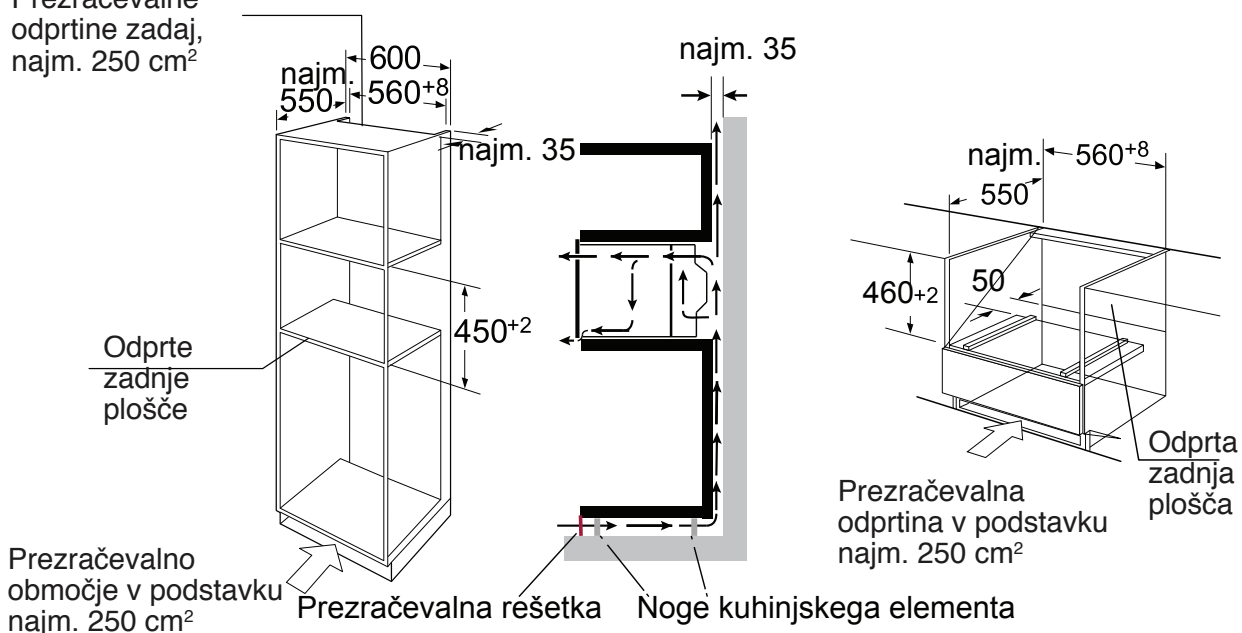 Prezračevalne
odprtine zadaj,
najm. 250 cm²
600
najm.
550
560+8
najm. 35
450+2
Odprte
zadnje
plošče
Prezračevalno
območje v podstavku
najm. 250 cm²
najm. 35
Prezračevalna rešetka
Noge kuhinjskega elementa
najm.
550
560+8
460+2
50
Odprta
zadnja
plošča
Prezračevalna
odprtina v podstavku
najm. 250 cm²